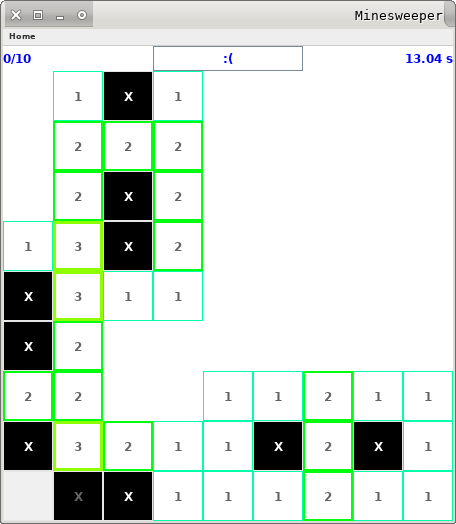 Minesweeper
Home
0/10 :( 13.04 s
1 X 1
2 2 2
2 X 2
1 3 X 2
X 3 1 1
X 2
2 2 1 1 2 1 1
X 3 2 1 1 X 2 X 1
X X 1 1 1 2 1 1